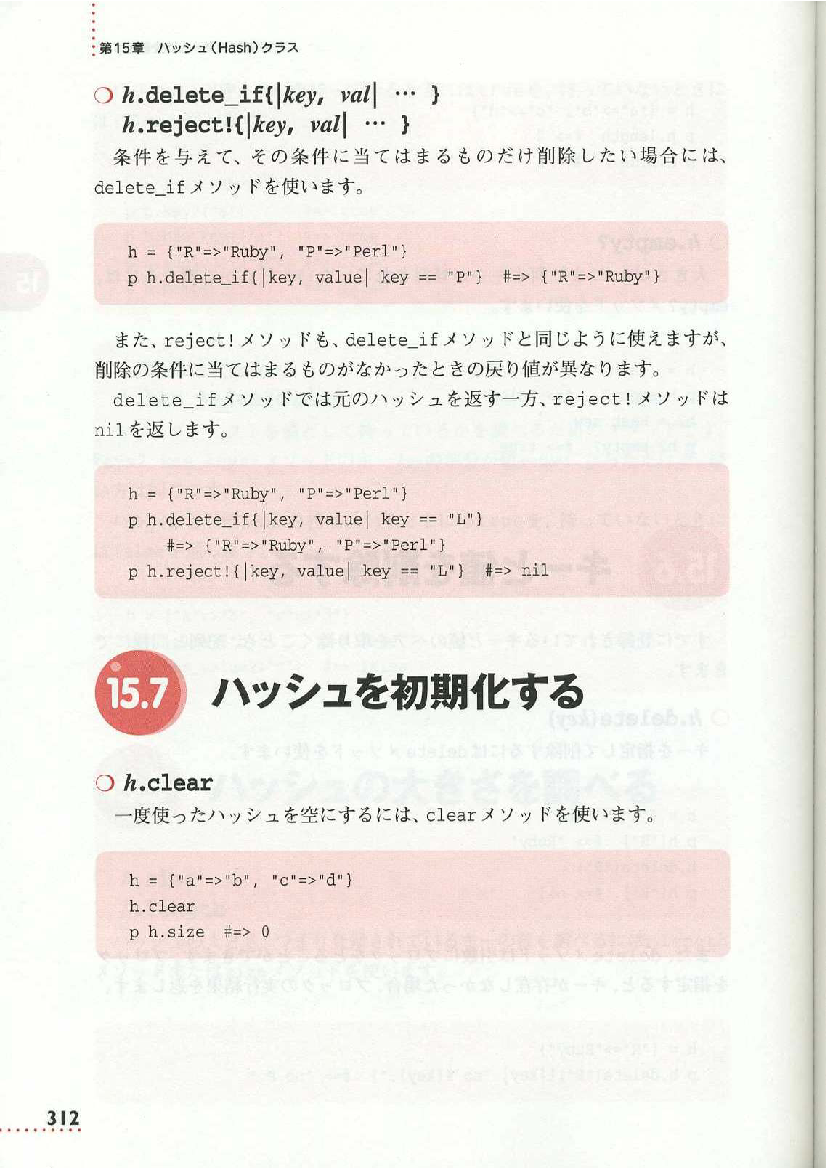 第15章 ハッシュ(Hash)クラス
○ h.delete_if{|key, val| … }
h.reject!{|key, val| … }
条件を与えて、その条件に当てはまるものだけ削除したい場合には、
delete_ifメソッドを使います。
h = {"R"=>"Ruby", "P"=>"Perl"}
p h.delete_if{|key, value| key == "P"} #=> {"R"=>"Ruby"}
また、reject!メソッドも、delete_ifメソッドと同じように使えますが、
削除の条件に当てはまるものがなかったときの戻り値が異なります。
delete_ifメソッドでは元のハッシュを返す一方、reject!メソッドは
nilを返します。
h = {"R"=>"Ruby", "P"=>"Perl"}
p h.delete_if{|key, value| key == "L"}
#=> {"R"=>"Ruby", "P"=>"Perl"}
p h.reject!{|key, value| key == "L"} #=> nil
15.7 ハッシュを初期化する
○ h.clear
一度使ったハッシュを空にするには、clearメソッドを使います。
h = {"a"=>"b", "c"=>"d"}
h.clear
p h.size #=> 0
312